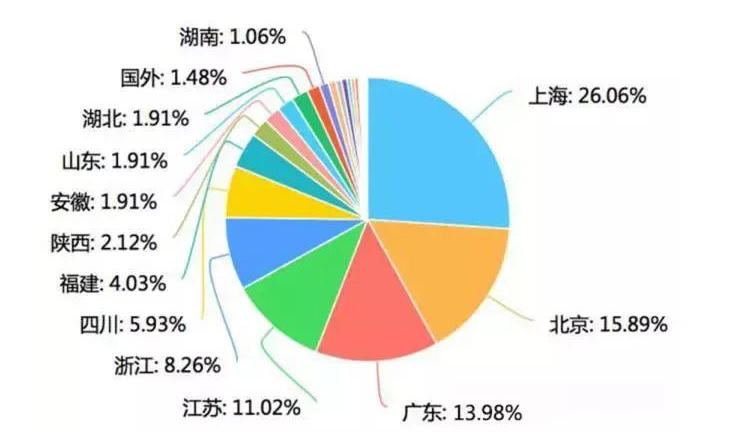 湖南: 1.06%
国外: 1.48%
湖北: 1.91%
山东: 1.91%
安徽: 1.91%
陕西: 2.12%
福建: 4.03%
四川: 5.93%
浙江: 8.26%
江苏: 11.02%
上海: 26.06%
北京: 15.89%
广东: 13.98%